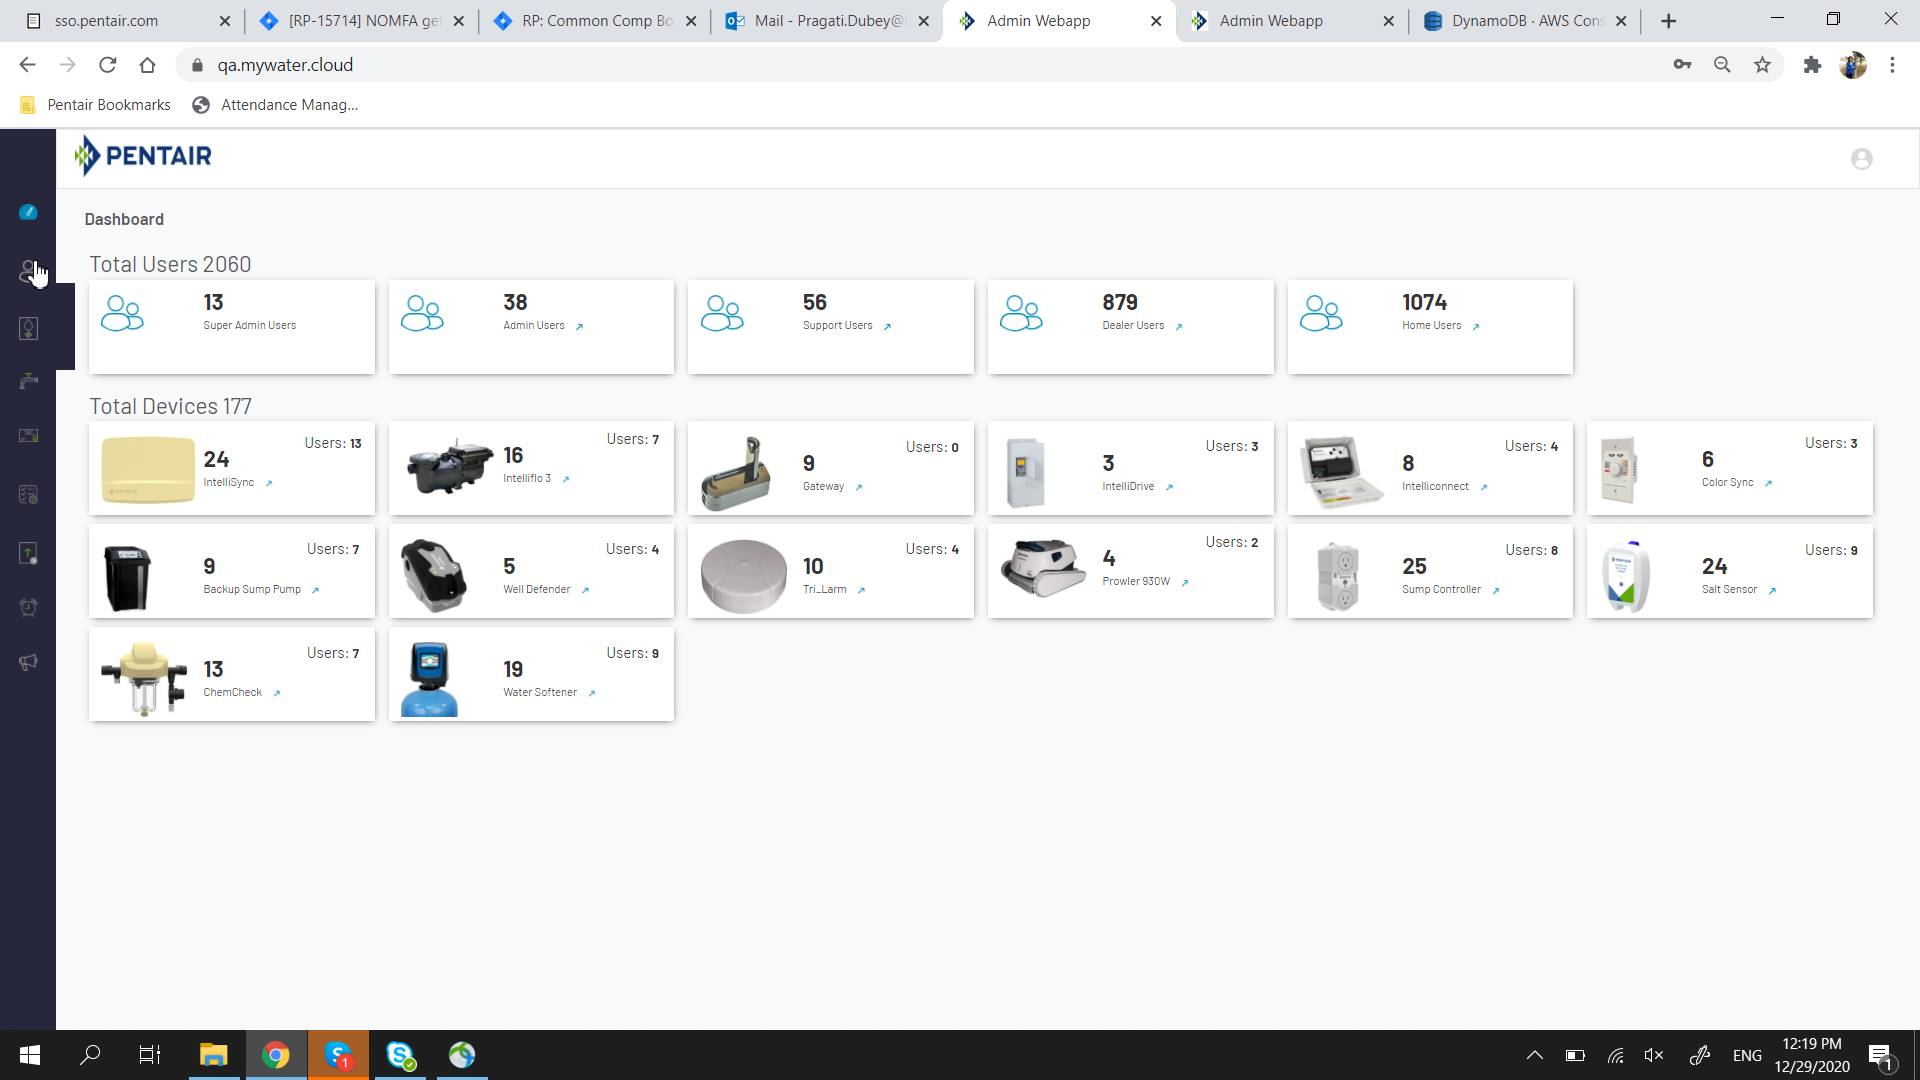 sso.pentair.com
[RP-15714] NOMFA get
RP: Common Comp Bo
Mail - Pragati.Dubey@
Admin Webapp
Admin Webapp
DynamoDB · AWS Cons
qa.mywater.cloud
Pentair Bookmarks
Attendance Manag...
PENTAIR
Dashboard
Total Users 2060
13
Super Admin Users
38
Admin Users
56
Support Users
879
Dealer Users
1074
Home Users
Total Devices 177
Users: 13
24
IntelliSync
Users: 7
16
Intelliflo 3
Users: 0
9
Gateway
Users: 3
3
IntelliDrive
Users: 4
8
Intelliconnect
Users: 3
6
Color Sync
Users: 7
9
Backup Sump Pump
Users: 4
5
Well Defender
Users: 4
10
Tri_Larm
Users: 2
4
Prowler 930W
Users: 8
25
Sump Controller
Users: 9
24
Salt Sensor
Users: 7
13
ChemCheck
Users: 9
19
Water Softener
1
ENG
12:19 PM
12/29/2020
1